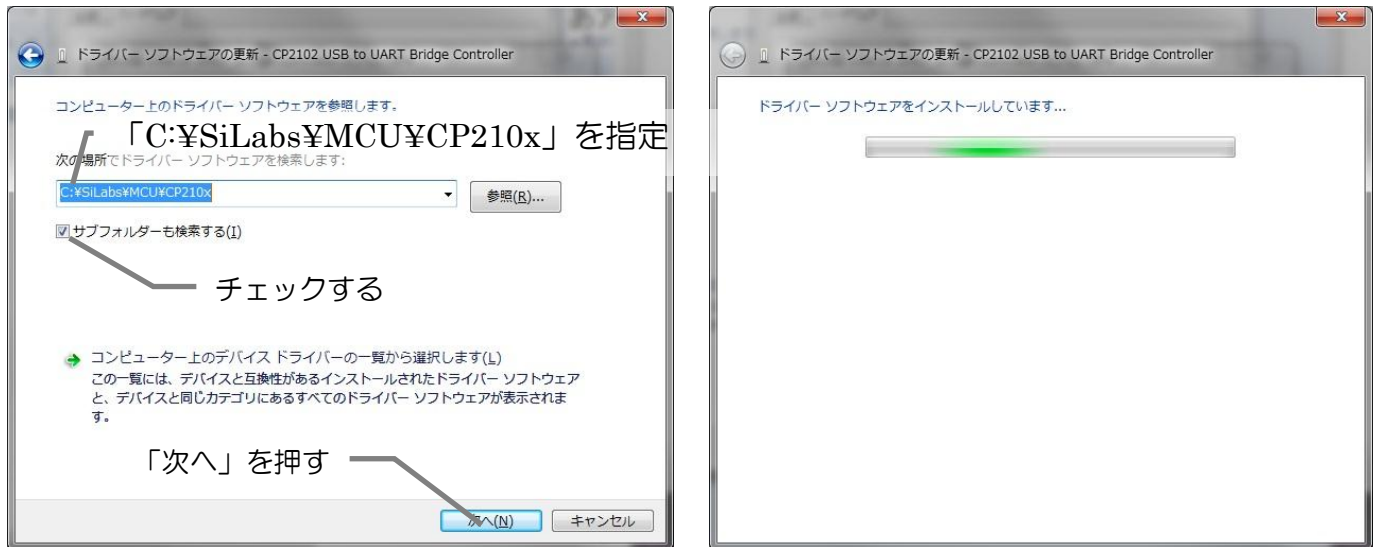 ドライバー ソフトウェアの更新 - CP2102 USB to UART Bridge Controller
コンピューター上のドライバー ソフトウェアを参照します。
「C:¥SiLabs¥MCU¥CP210x」を指定
次の場所でドライバー ソフトウェアを検索します:
C:¥SiLabs¥MCU¥CP210x
参照(R)...
サブフォルダーも検索する(I)
チェックする
コンピューター上のデバイス ドライバーの一覧から選択します(L)
この一覧には、デバイスと互換性があるインストールされたドライバー ソフトウェア
と、デバイスと同じカテゴリにあるすべてのドライバー ソフトウェアが表示されま
す。
「次へ」を押す
次へ(N)
キャンセル
ドライバー ソフトウェアの更新 - CP2102 USB to UART Bridge Controller
ドライバー ソフトウェアをインストールしています...